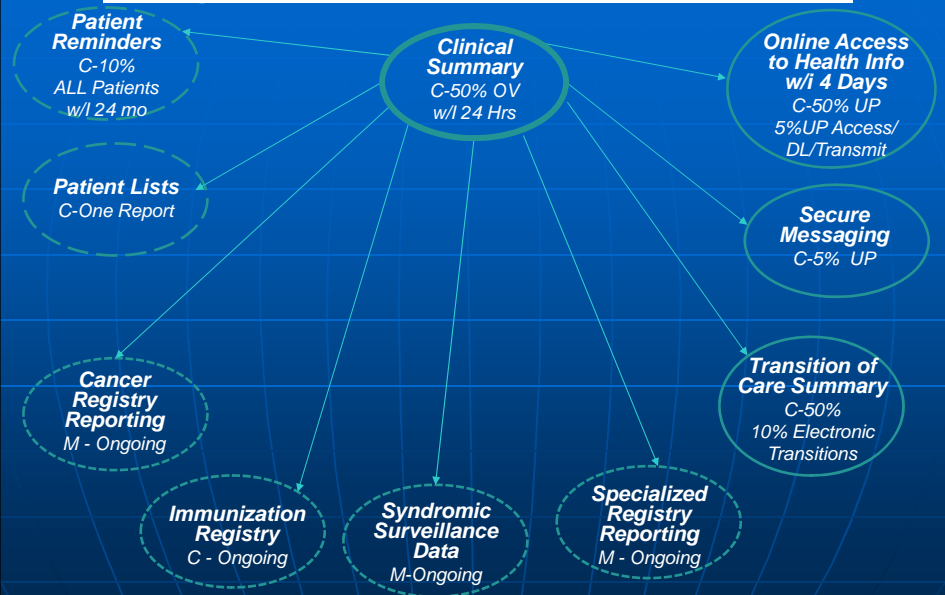 Patient
Reminders
C-10%
ALL Patients
w/I 24 mo
Clinical
Summary
C-50% OV
w/I 24 Hrs
Online Access
to Health Info
w/i 4 Days
C-50% UP
5%UP Access/
DL/Transmit
Patient Lists
C-One Report
Secure
Messaging
C-5% UP
Cancer
Registry
Reporting
M - Ongoing
Transition of
Care Summary
C-50%
10% Electronic
Transitions
Immunization
Registry
C - Ongoing
Syndromic
Surveillance
Data
M-Ongoing
Specialized
Registry
Reporting
M - Ongoing